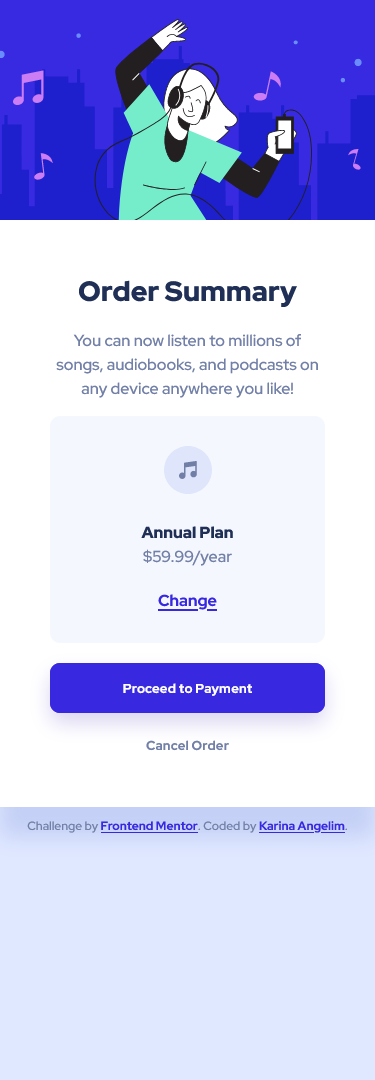 Order Summary
You can now listen to millions of
songs, audiobooks, and podcasts on
any device anywhere you like!
Annual Plan
$59.99/year
Change
Proceed to Payment
Cancel Order
Challenge by Frontend Mentor. Coded by Karina Angelim.